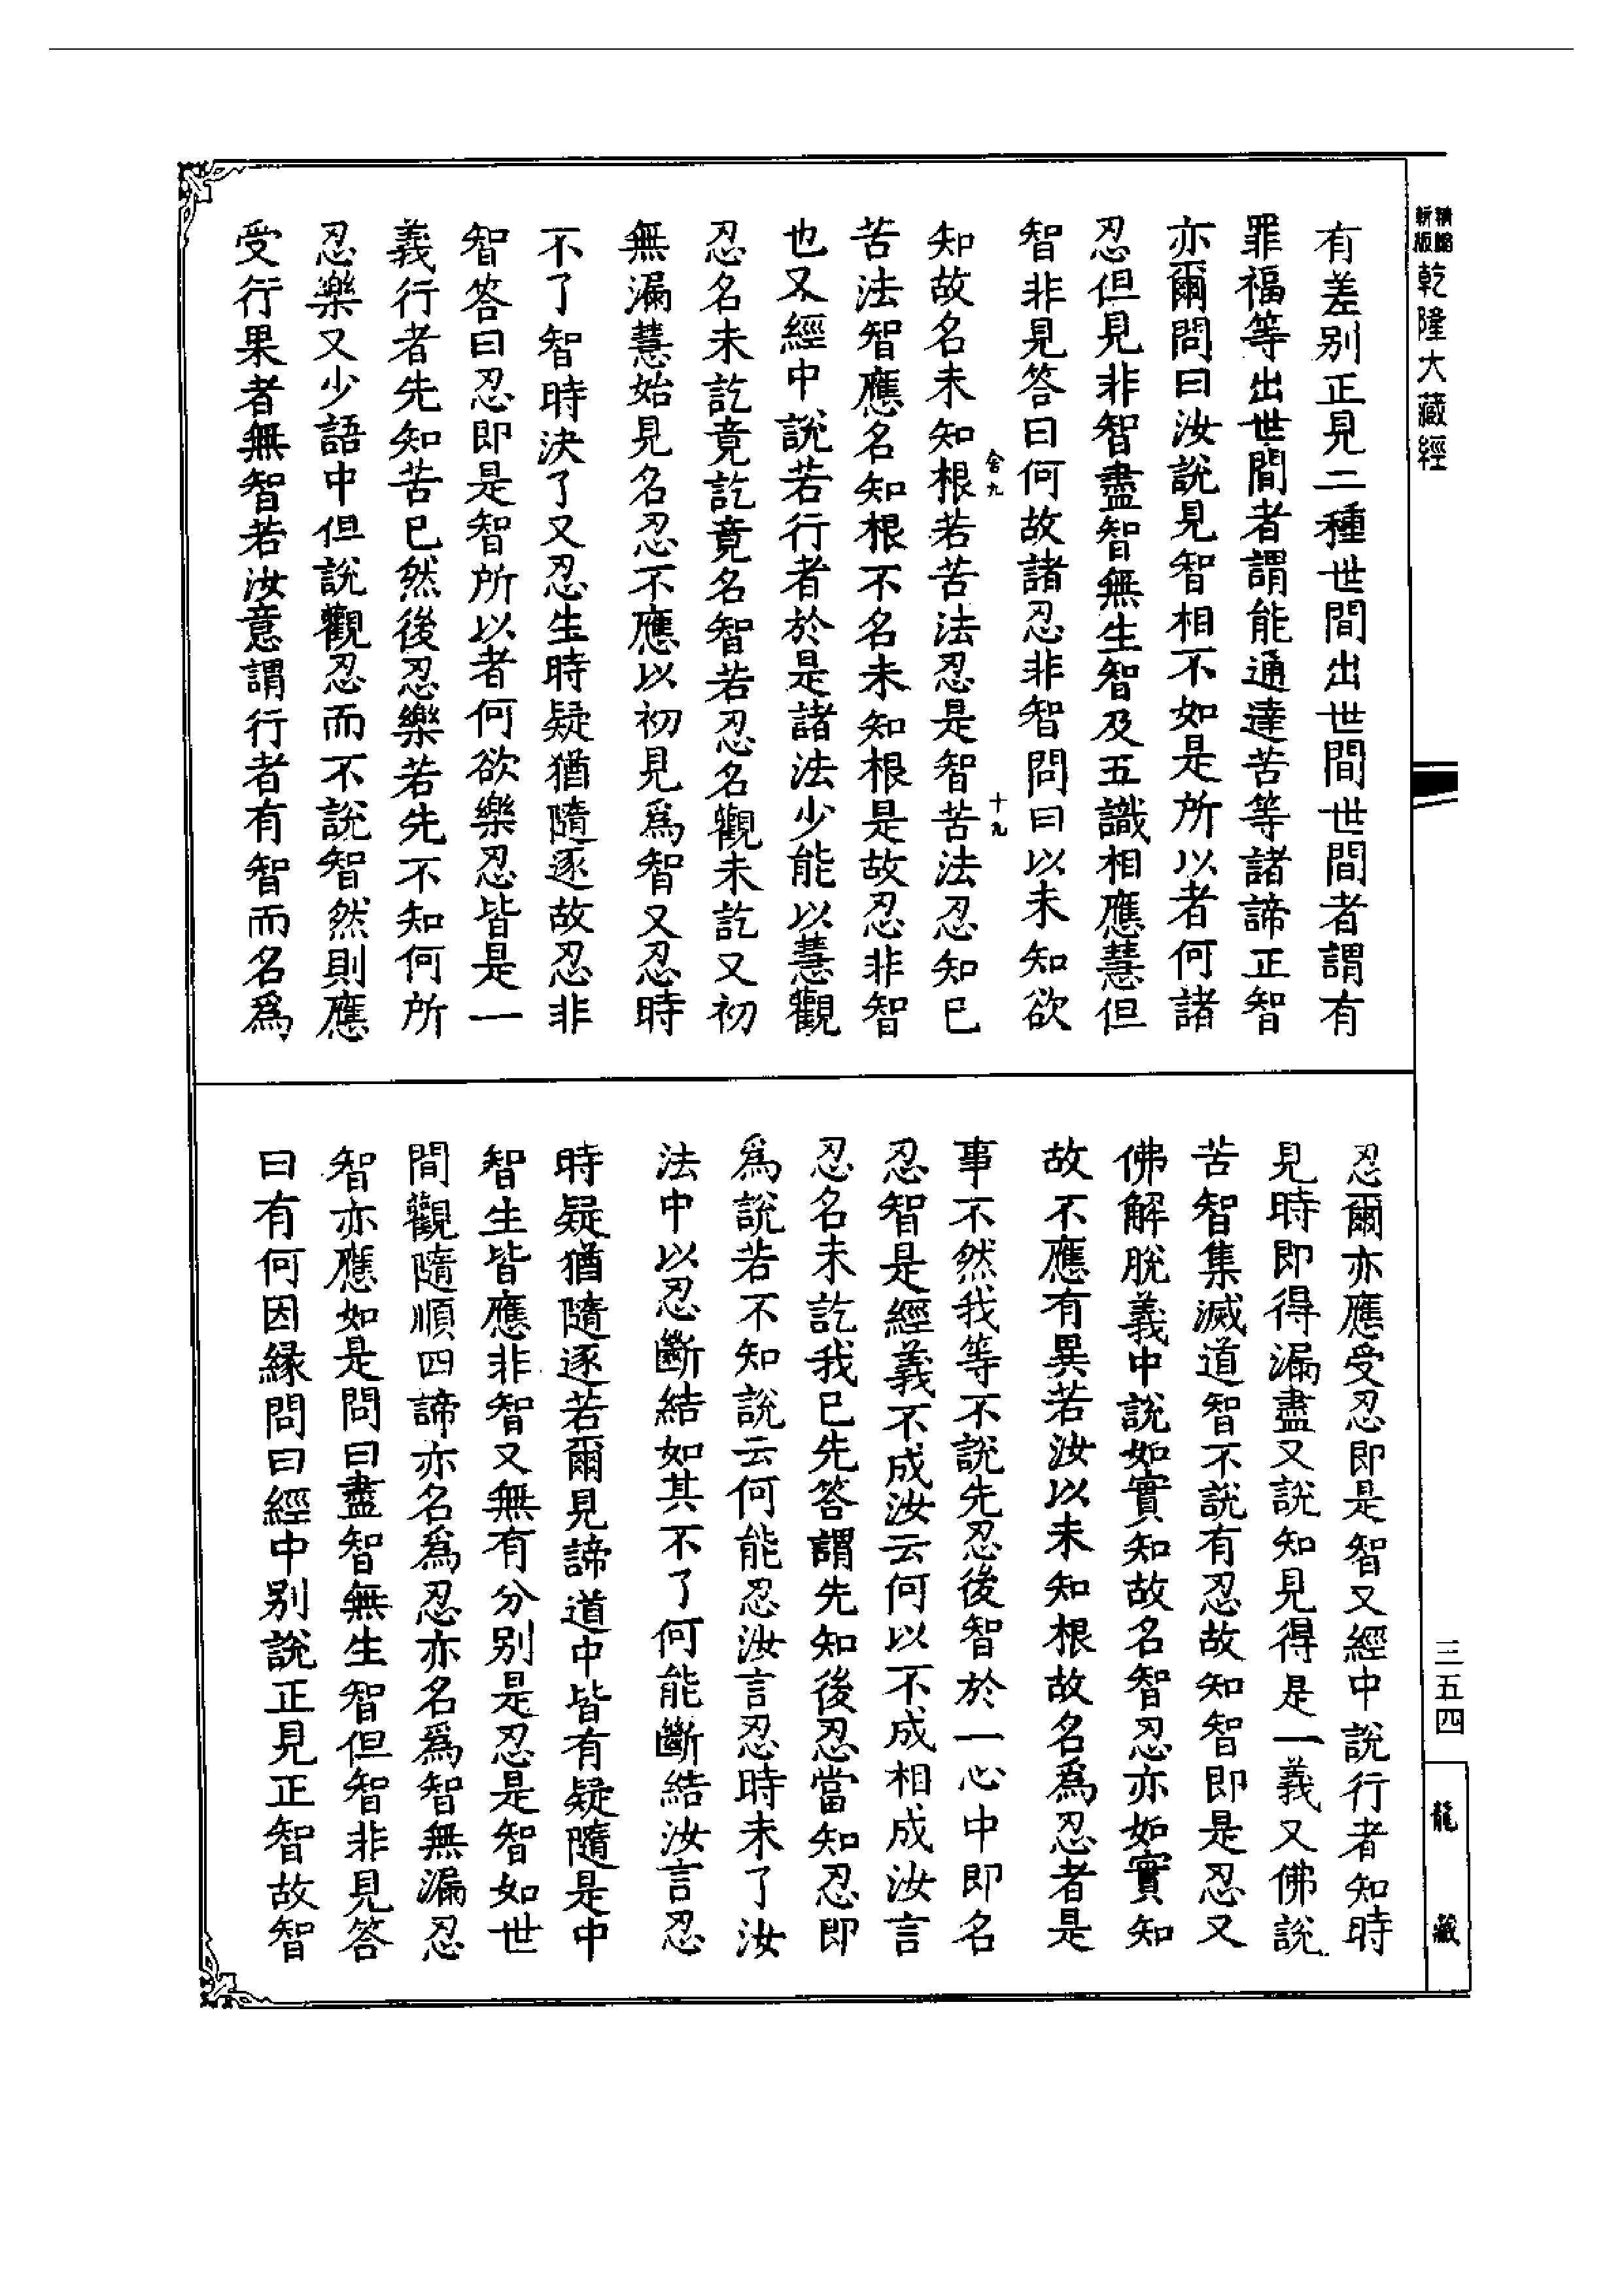 精縮
新版
乾隆大藏經
有差别正見二種世間出世間世間者謂有
罪福等出世間者謂能通達苦等諸諦正智
亦爾問曰汝說見智相不如是所以者何諸
忍但見非智盡智無生智及五識相應慧但
智非見答曰何故諸忍非智問曰以未知欲
舍九
十九
知故名未知根若苦法忍是智苦法忍知已
苦法智應名知根不名未知根是故忍非智
也又經中說若行者於是諸法少能以慧觀
忍名未訖竟訖竟名智若忍名觀未訖又初
無漏慧始見名忍不應以初見爲智又忍時
不了智時決了又忍生時疑猶隨逐故忍非
智答曰忍即是智所以者何欲樂忍皆是一
義行者先知苦已然後忍樂若先不知何所
忍樂又少語中但說觀忍而不說智然則應
受行果者無智若汝意謂行者有智而名爲
忍爾亦應受忍即是智又經中說行者知時
見時即得漏盡又說知見得是一義又佛說
苦智集滅道智不說有忍故知智即是忍又
佛解脫義中說如實知故名智忍亦如實知
故不應有異若汝以未知根故名爲忍者是
事不然我等不說先忍後智於一心中即名
忍智是經義不成汝云何以不成相成汝言
忍名未訖我已先答謂先知後忍當知忍即
爲說若不知說云何能忍汝言忍時未了汝
法中以忍斷結如其不了何能斷結汝言忍
時疑猶隨逐若爾見諦道中皆有疑隨是中
智生皆應非智又無有分别是忍是智如世
間觀隨順四諦亦名爲忍亦名爲智無漏忍
智亦應如是問曰盡智無生智但智非見答
曰有何因緣問曰經中别說正見正智故智
三五四
龍藏